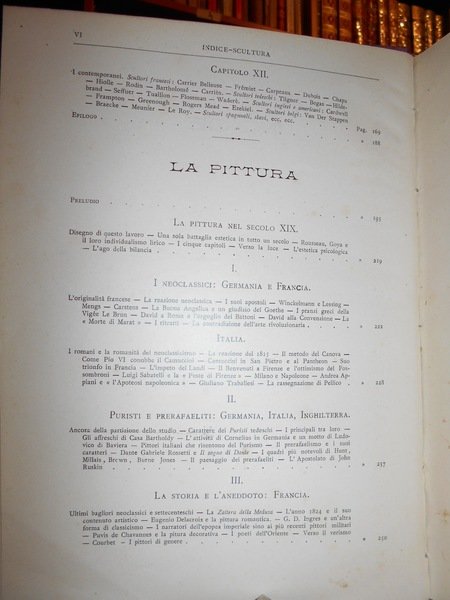 VI
INDICE-SCULTURA
CAPITOLO XII.
I contemporanei. Scultori francesi: Carrier Belleuse — Frémiet — Carpeaux — Dubois — Chapu
— Hiolle — Rodin — Bartholomé — Carriès. — Scultori tedeschi: Tilgner — Begas — Hilde-
brand — Seffner — Tuaillon — Flossman — Waderè. — Scultori inglesi e americani: Cardwell
— Frampton — Greenough — Rogers Mead — Ezekiel. — Scultori belgi: Van Der Stappen
— Braecke — Meunier — Le Roy. — Scultori spagnuoli, slavi, ecc. ecc. Pag. 169
EPILOGO » 188
LA PITTURA
PRELUDIO » 195
LA PITTURA NEL SECOLO XIX.
Disegno di questo lavoro — Una sola battaglia estetica in tutto un secolo — Rousseau, Goya e
il loro individualismo lirico — I cinque capitoli — Verso la luce — L'estetica psicologica
— L'ago della bilancia » 219
I.
I NEOCLASSICI: GERMANIA E FRANCIA.
L'originalità francese — La reazione neoclassica — I suoi apostoli — Winckelmann e Lessing —
Mengs — Carstens — La Buona Angelica e un giudizio del Goethe — I pranzi greci della
Vigée Le Brun — David a Roma e l'orgoglio del Battoni — David alla Convenzione — La
« Morte di Marat » — I ritratti — La contradizione dell'arte rivoluzionaria » 222
ITALIA.
I romani e la romanità del neoclassicismo — La reazione del 1815 — Il metodo del Canova —
Come Pio VI conobbe il Camuccini — Camuccini in San Pietro e al Pantheon — Suo
trionfo in Francia — L'impeto del Landi — Il Benvenuti a Firenze e l'ottimismo del Fos-
sombroni — Luigi Sabatelli e la « Peste di Firenze » — Milano e Napoleone — Andrea Ap-
piani e « l'Apoteosi napoleonica » — Giuliano Traballesi — La rassegnazione di Pellico » 228
II.
PURISTI E PRERAFAELITI: GERMANIA, ITALIA, INGHILTERRA.
Ancora della partizione dello studio — Carattere dei Puristi tedeschi — I principali tra loro —
Gli affreschi di Casa Bartholdy — L'attività di Cornelius in Germania e un motto di Ludo-
vico di Baviera — Pittori italiani che risentono del Purismo — Il prerafaelismo e i suoi
caratteri — Dante Gabriele Rossetti e Il sogno di Dante — I quadri più notevoli di Hunt,
Millais, Brown, Burne Jones — Il paesaggio dei prerafaeliti — L'Apostolato di John
Ruskin » 237
III.
LA STORIA E L'ANEDDOTO: FRANCIA.
Ultimi bagliori neoclassici e settecenteschi — La Zattera della Medusa — L'anno 1824 e il suo
contenuto artistico — Eugenio Delacroix e la pittura romantica. — G. D. Ingres e un'altra
forma di classicismo — I narratori dell'epopea imperiale sino ai più recenti pittori militari
— Puvis de Chavannes e la pitura decorativa — I poeti dell'Oriente — Verso il verismo
— Courbet — I pittori di genere » 250